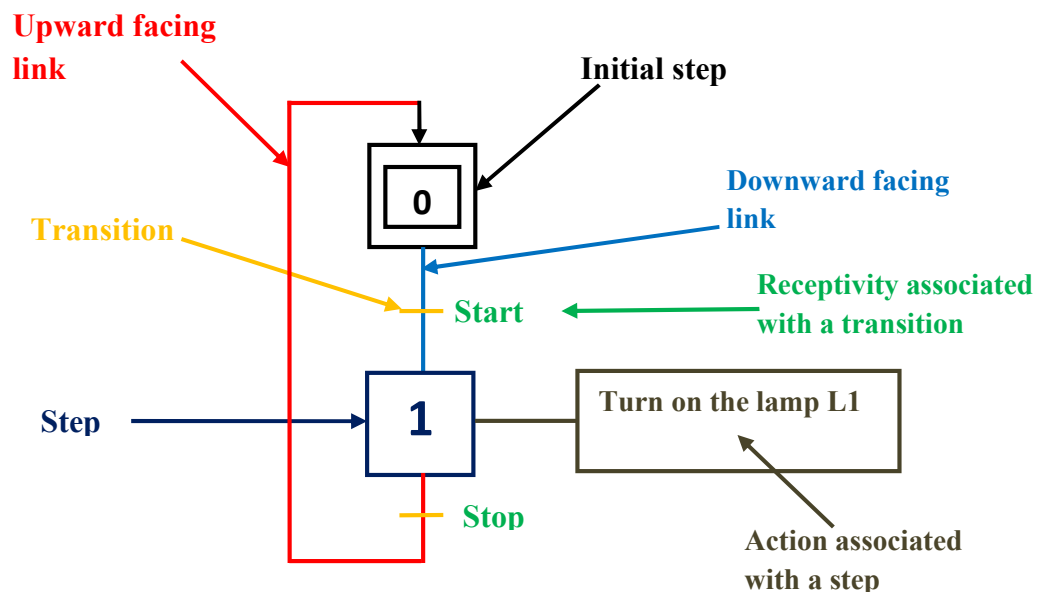 Upward facing
link
Initial step
0
Downward facing
link
Transition
Start
Receptivity associated
with a transition
Step
1
Turn on the lamp L1
Stop
Action associated
with a step